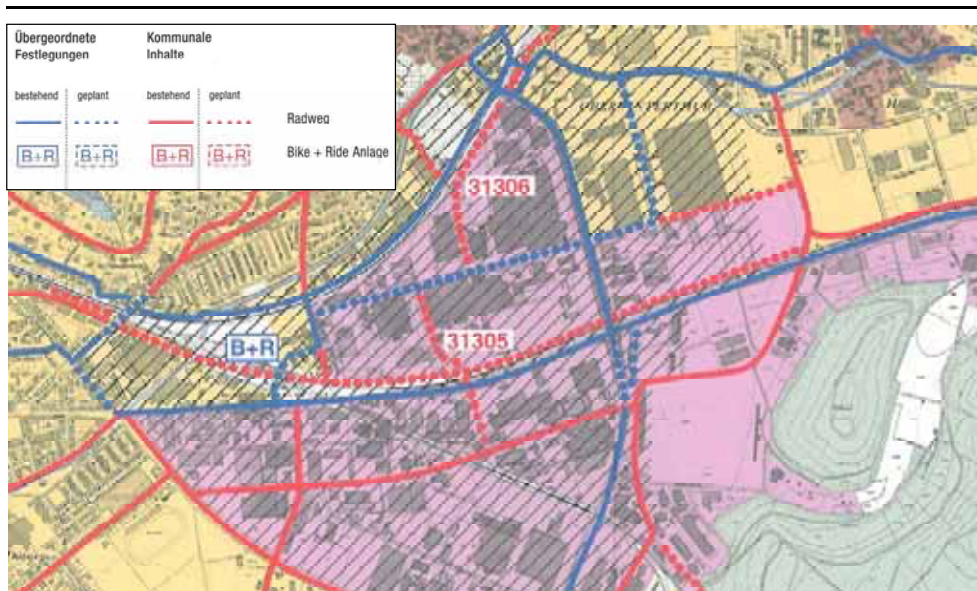 Übergeordnete Kommunale
Festlegungen Inhalte
bestehend geplant bestehend geplant
Radweg
B+R B+R B+R B+R Bike + Ride Anlage
31306
31305
B+R